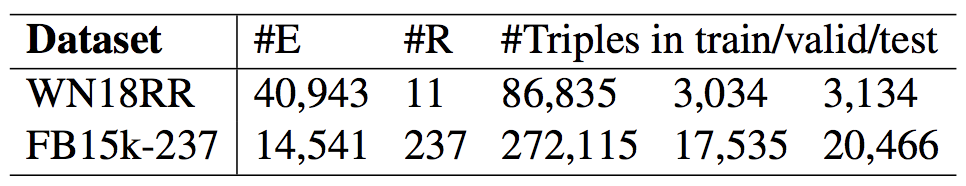 Dataset #E #R #Triples in train/valid/test
WN18RR 40,943 11 86,835 3,034 3,134
FB15k-237 14,541 237 272,115 17,535 20,466